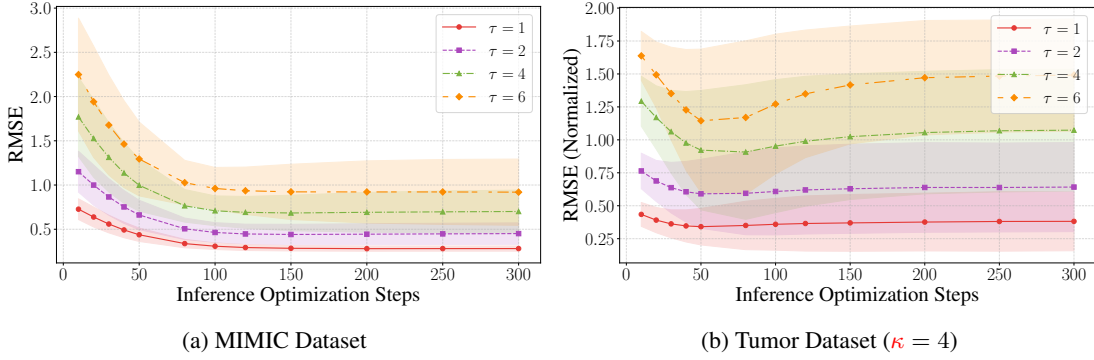 3.0
2.5
2.0
1.5
1.0
0.5
RMSE
0
50
100
150
200
250
300
Inference Optimization Steps
τ = 1
τ = 2
τ = 4
τ = 6
(a) MIMIC Dataset
2.00
1.75
1.50
1.25
1.00
0.75
0.50
0.25
RMSE (Normalized)
0
50
100
150
200
250
300
Inference Optimization Steps
τ = 1
τ = 2
τ = 4
τ = 6
(b) Tumor Dataset (κ = 4)